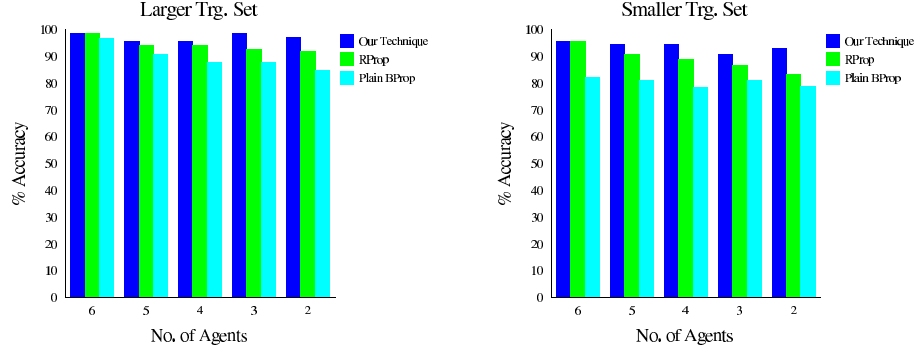 Larger Trg. Set
100
90
80
70
60
50
40
30
20
10
0
% Accuracy
6 5 4 3 2
No. of Agents
Our Technique
RProp
Plain BProp
Smaller Trg. Set
100
90
80
70
60
50
40
30
20
10
0
% Accuracy
6 5 4 3 2
No. of Agents
Our Technique
RProp
Plain BProp